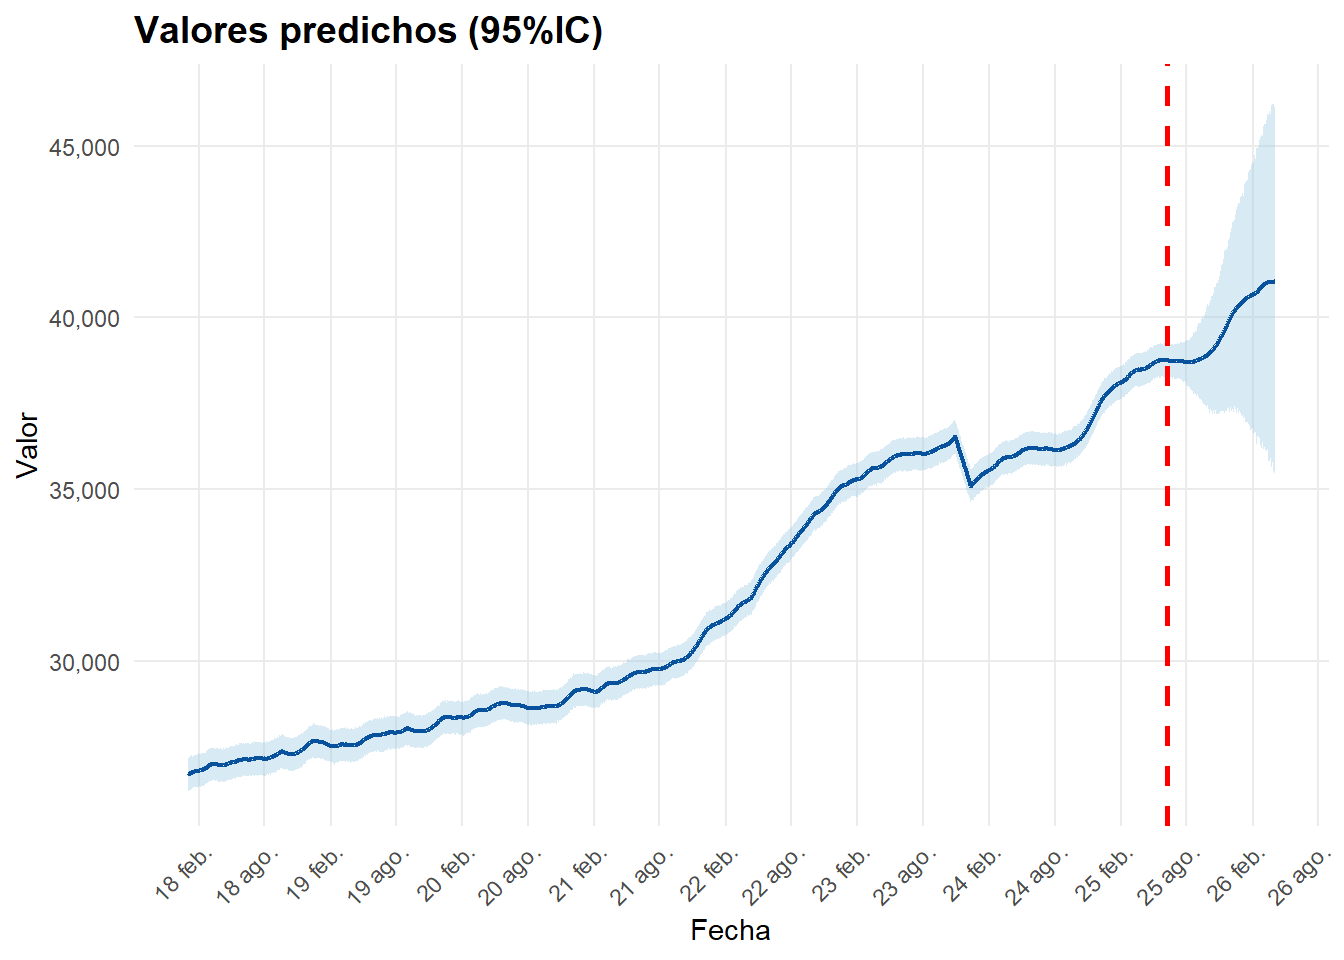 Valores predichos (95%IC)
Valor
45,000
40,000
35,000
30,000
18 feb.
18 ago.
19 feb.
19 ago.
20 feb.
20 ago.
21 feb.
21 ago.
22 feb.
22 ago.
23 feb.
23 ago.
24 feb.
24 ago.
25 feb.
25 ago.
26 feb.
26 ago.
Fecha